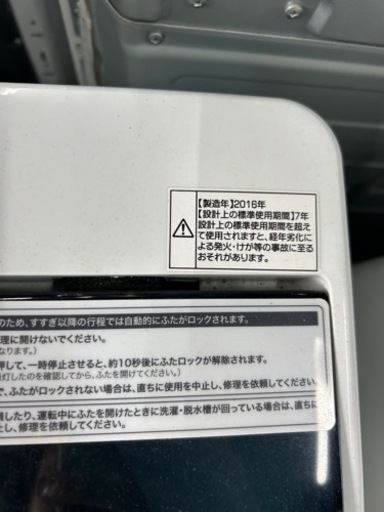 【製造年】2016年
【設計上の標準使用期間】7年
設計上の標準使用期間を超え
て使用されますと、経年劣化に
よる発火・けが等の事故に至る
おそれがあります。
のため、すすぎ以降の行程では自動的にふたがロックされます。
理に開けないでください。
なります。）
押して、一時停止させると、約10秒後にふたロックが解除されます。
灯したのを確認してから、ふたを開けてください。）
で、ふたがロックされない場合は、直ちに使用を中止し、修理を依頼してく
したり、運転中にふたを開けたときに洗濯・脱水槽が回っている場合は、直ち
止し、修理を依頼してください。